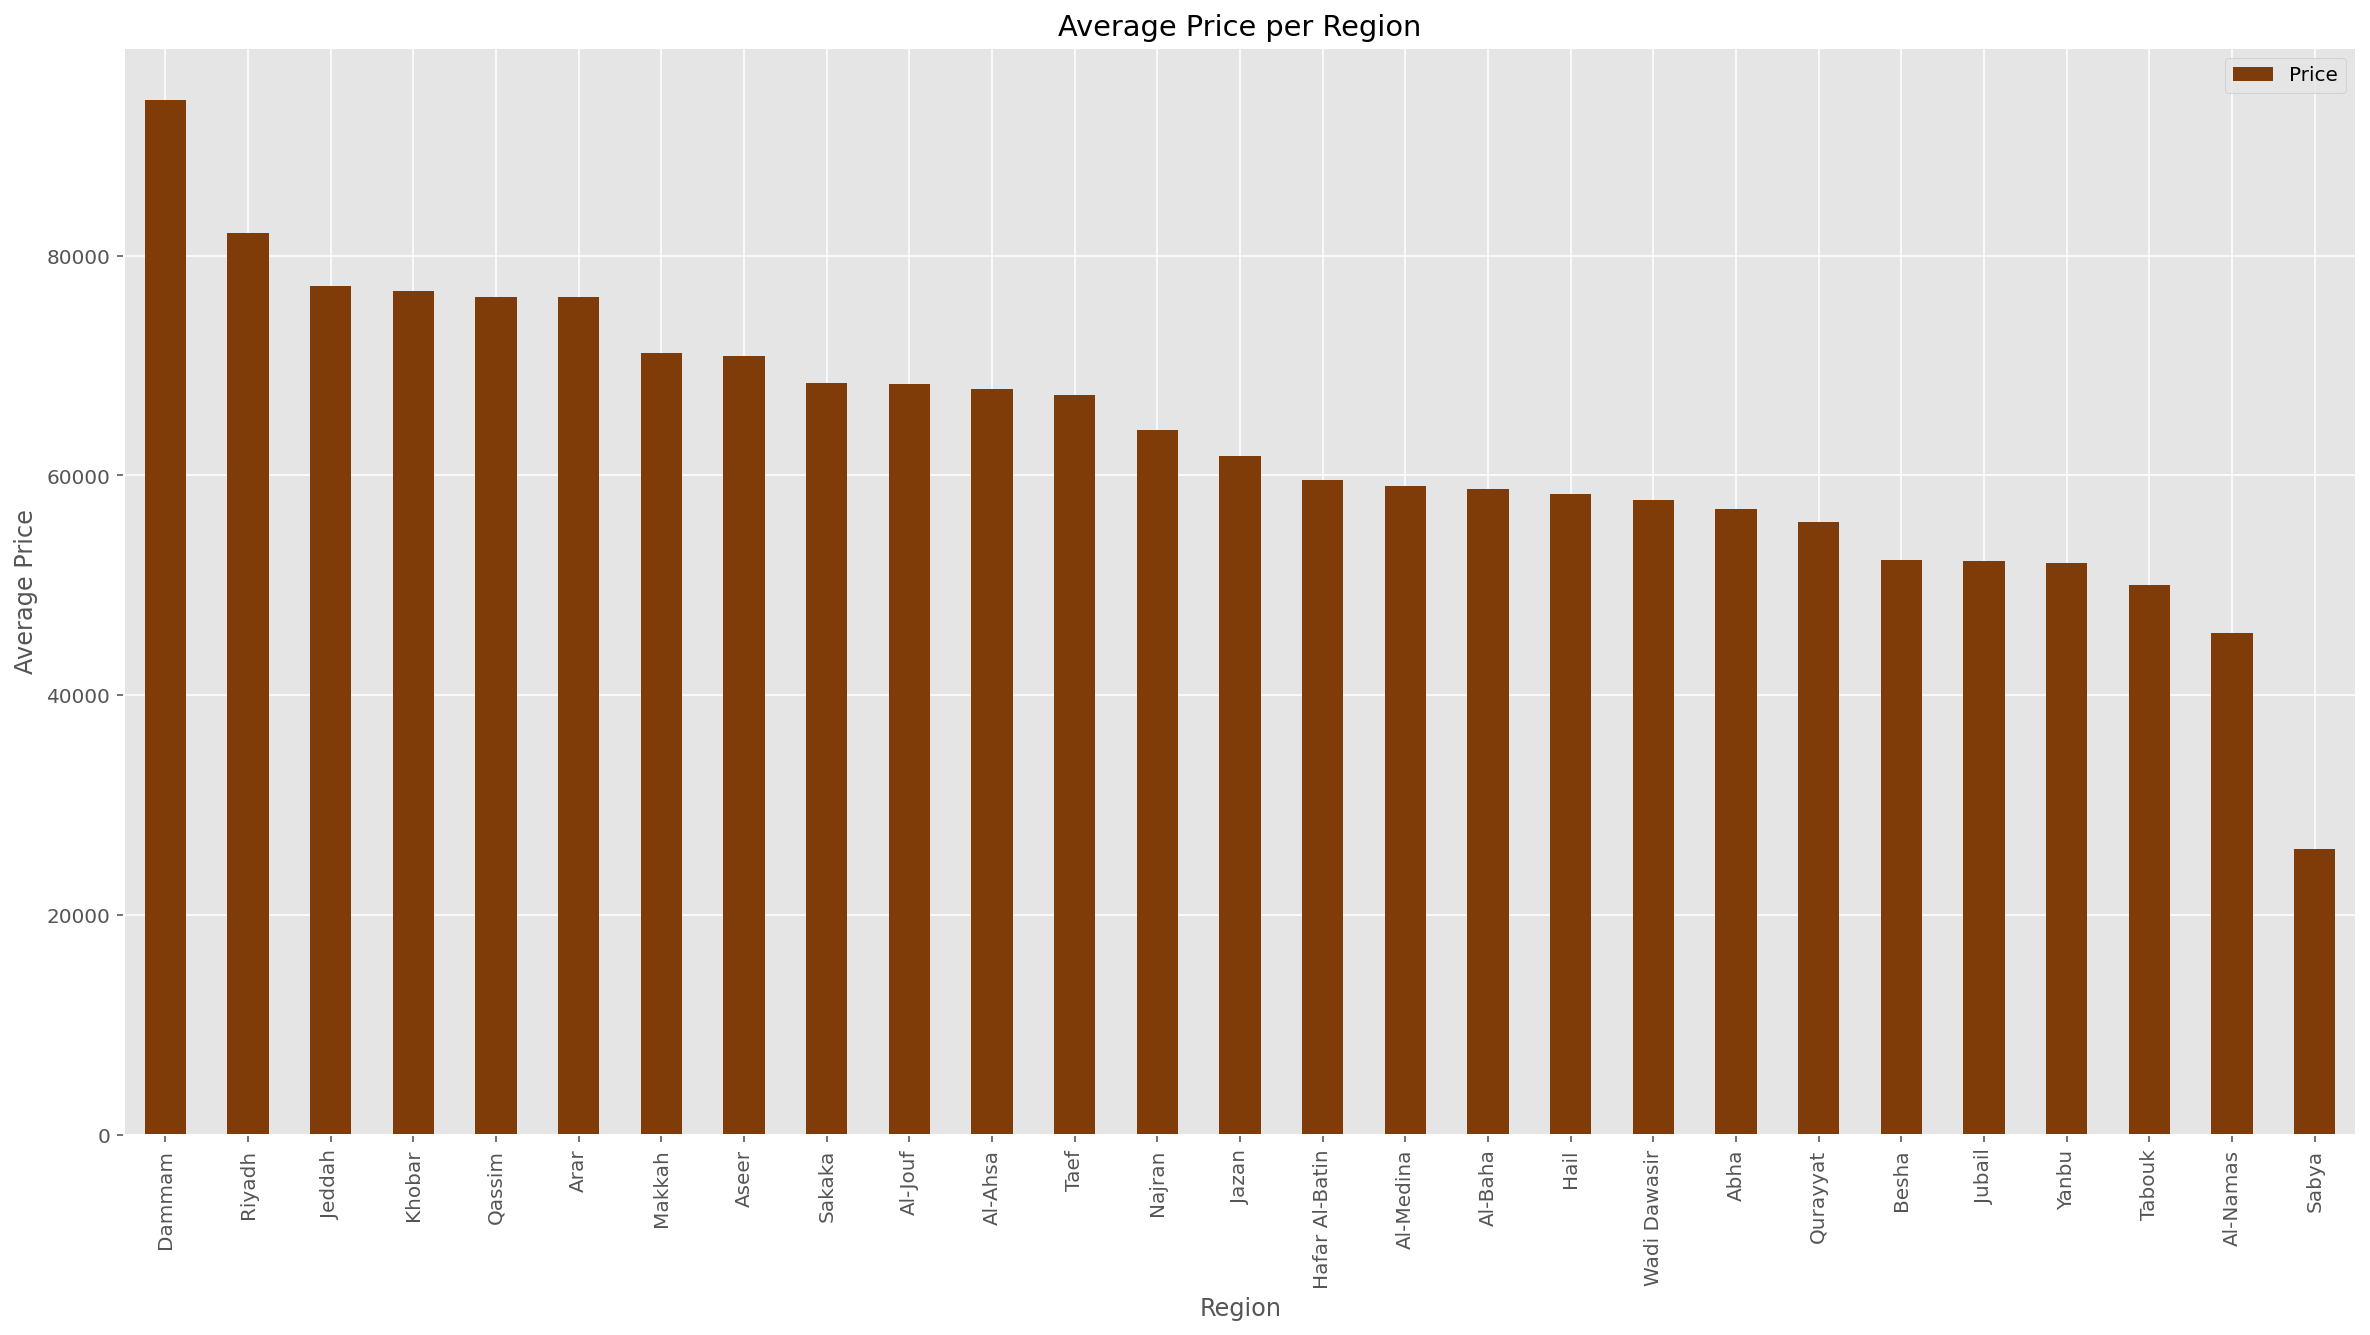 Average Price per Region
Price
Average Price
80000
60000
40000
20000
0
Dammam
Riyadh
Jeddah
Khobar
Qassim
Arar
Makkah
Aseer
Sakaka
Al-Jouf
Al-Ahsa
Taef
Najran
Jazan
Hafar Al-Batin
Al-Medina
Al-Baha
Hail
Wadi Dawasir
Abha
Qurayyat
Besha
Jubail
Yanbu
Tabouk
Al-Namas
Sabya
Region